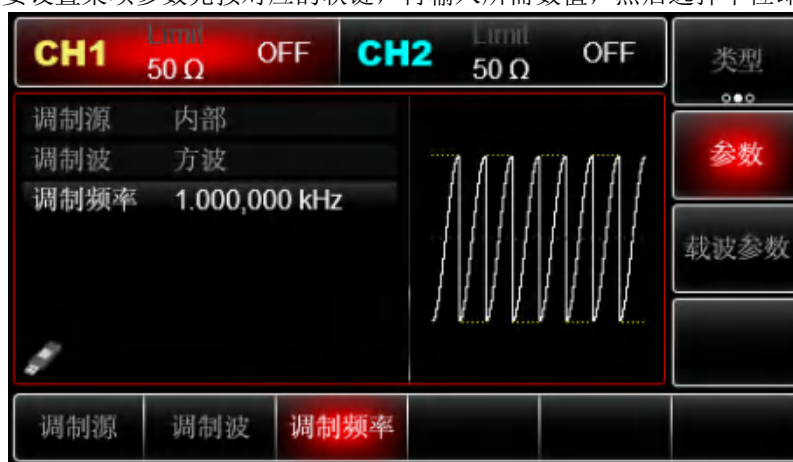 要设置某项参数先按对应的软键，再输入所需数值，然后选择单位即
CH1 Limit 50 Ω OFF
CH2 Limit 50 Ω OFF
类型
调制源 内部
调制波 方波
调制频率 1.000,000 kHz
参数
载波参数
调制源 调制波 调制频率